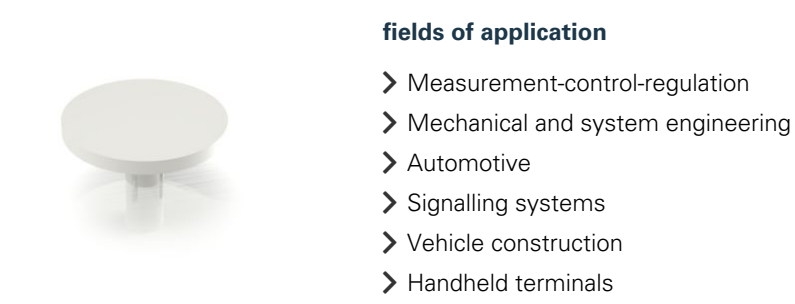 fields of application
Measurement-control-regulation
Mechanical and system engineering
Automotive
Signalling systems
Vehicle construction
Handheld terminals